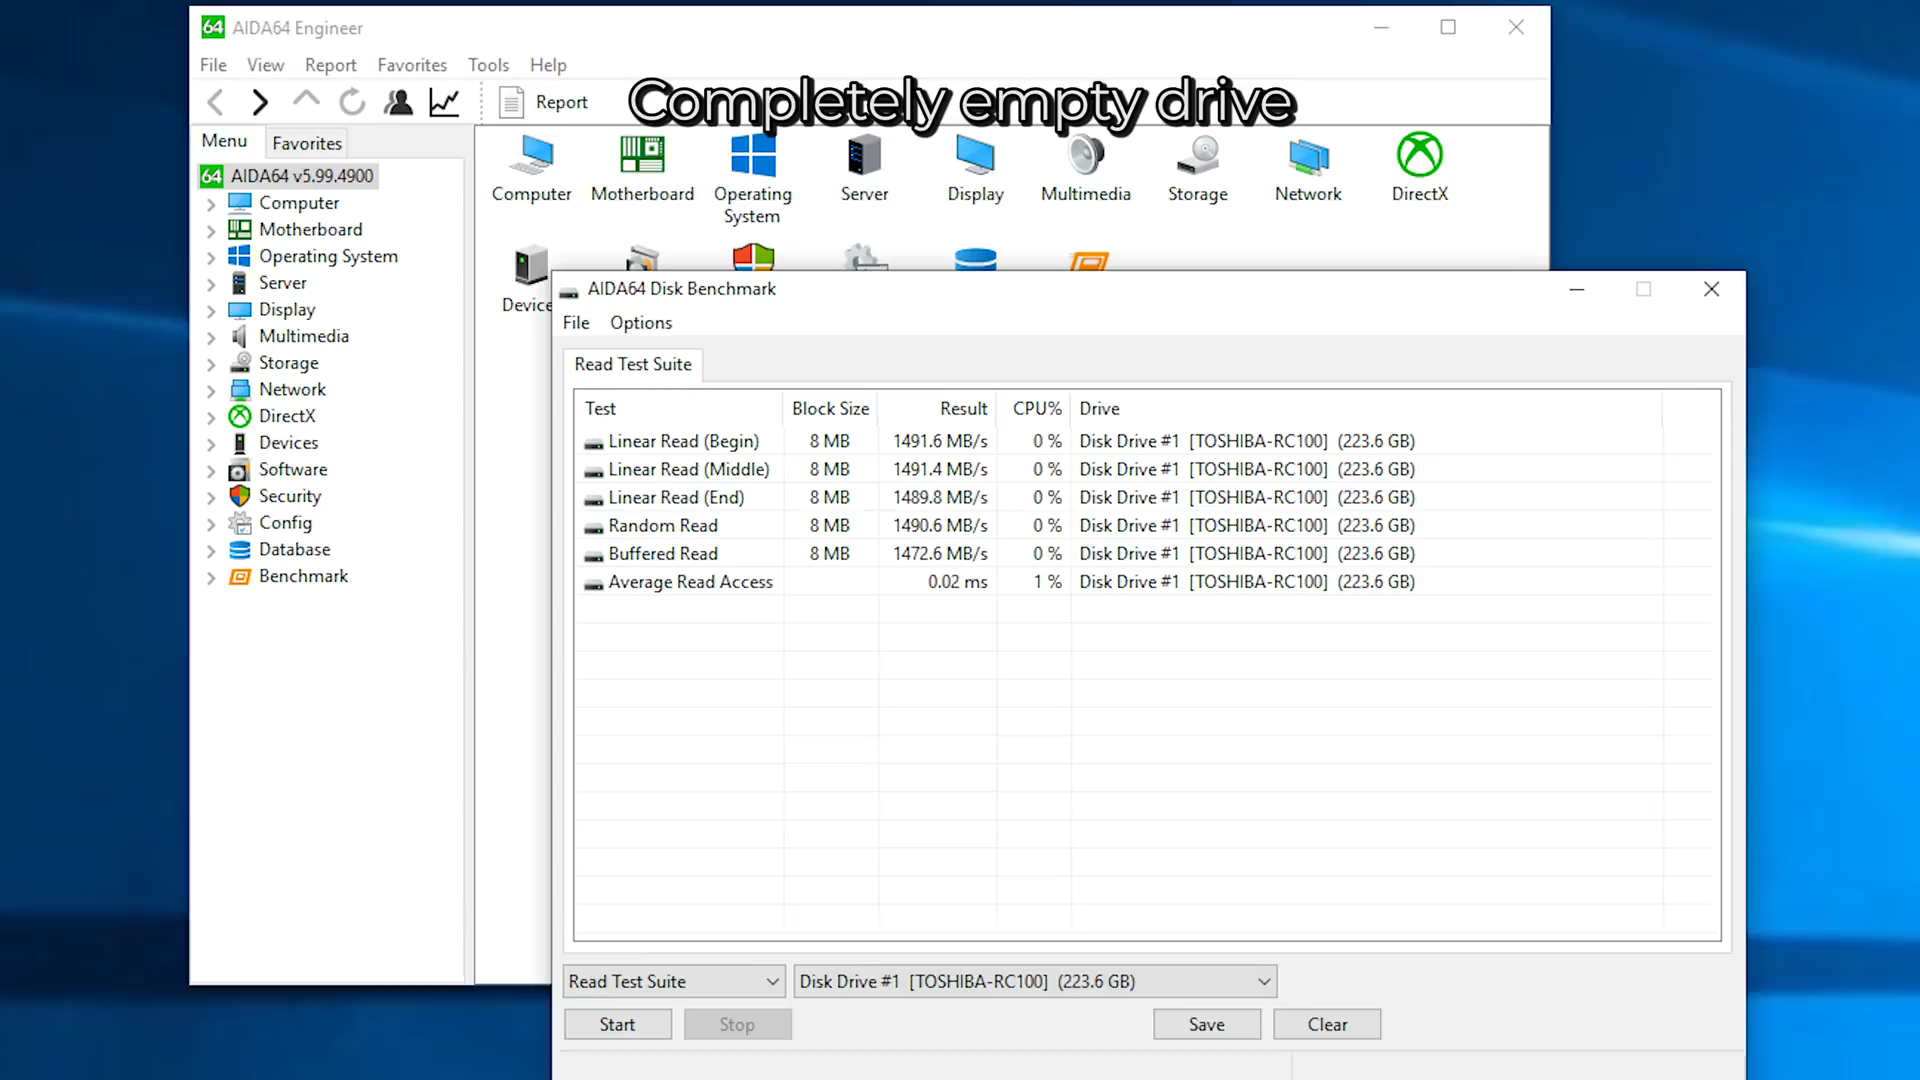 64 AIDA64 Engineer
File View Report Favorites Tools Help
Report
Completely empty drive
Menu Favorites
64 AIDA64 v5.99.4900
Computer
Motherboard
Operating System
Server
Display
Multimedia
Storage
Network
DirectX
Devices
Software
Security
Config
Database
Benchmark
Computer Motherboard Operating Server Display Multimedia Storage Network DirectX
System
Device
AIDA64 Disk Benchmark
File Options
Read Test Suite
Test Block Size Result CPU% Drive
Linear Read (Begin) 8 MB 1491.6 MB/s 0 % Disk Drive #1 [TOSHIBA-RC100] (223.6 GB)
Linear Read (Middle) 8 MB 1491.4 MB/s 0 % Disk Drive #1 [TOSHIBA-RC100] (223.6 GB)
Linear Read (End) 8 MB 1489.8 MB/s 0 % Disk Drive #1 [TOSHIBA-RC100] (223.6 GB)
Random Read 8 MB 1490.6 MB/s 0 % Disk Drive #1 [TOSHIBA-RC100] (223.6 GB)
Buffered Read 8 MB 1472.6 MB/s 0 % Disk Drive #1 [TOSHIBA-RC100] (223.6 GB)
Average Read Access 0.02 ms 1 % Disk Drive #1 [TOSHIBA-RC100] (223.6 GB)
Read Test Suite Disk Drive #1 [TOSHIBA-RC100] (223.6 GB)
Start Stop Save Clear